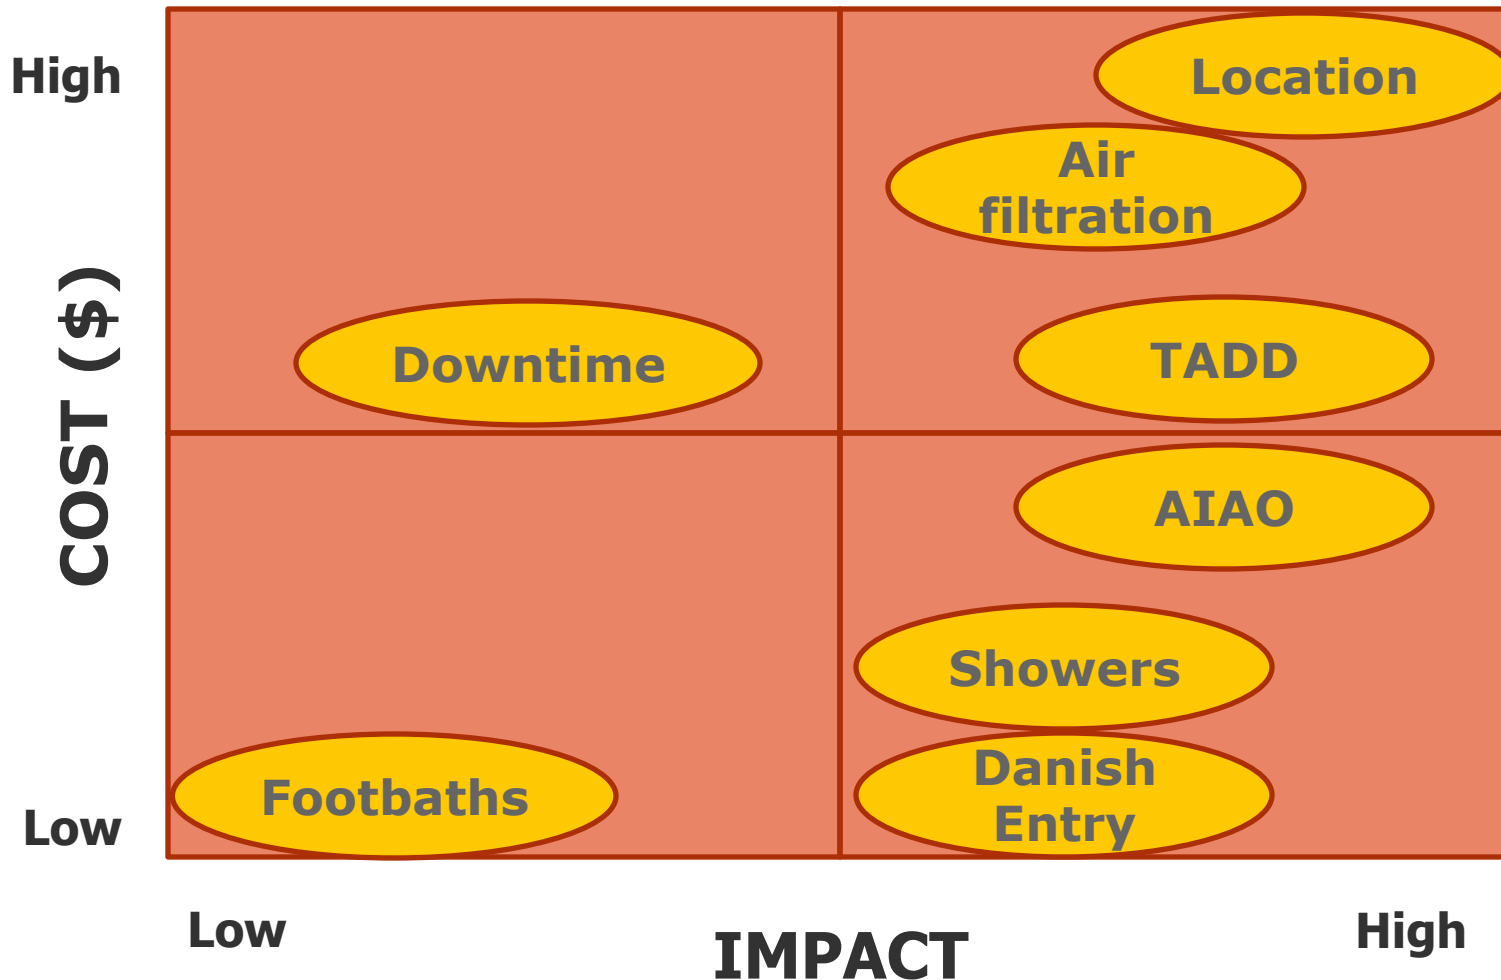 High
Location
Air
filtration
COST ($)
Downtime
TADD
AIAO
Showers
Footbaths
Danish
Entry
Low
Low
IMPACT
High